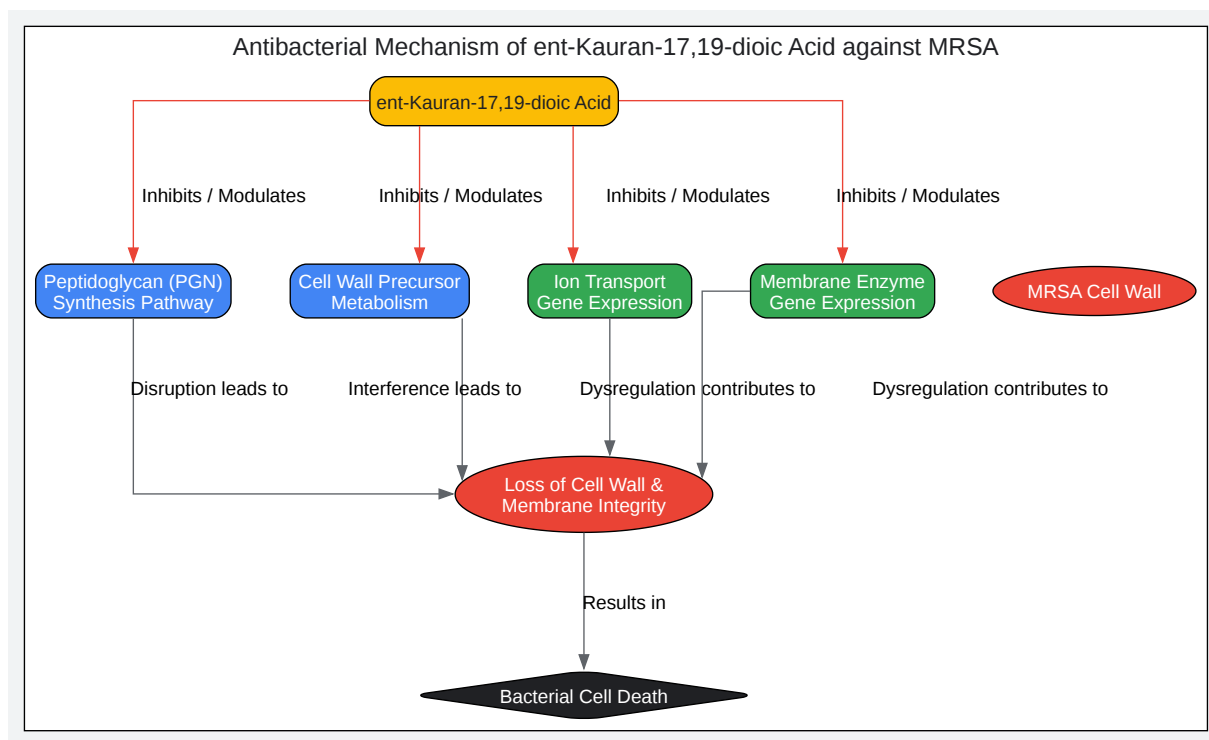 Antibacterial Mechanism of ent-Kauran-17,19-dioic Acid against MRSA
ent-Kauran-17,19-dioic Acid
Inhibits / Modulates
Inhibits / Modulates
Inhibits / Modulates
Inhibits / Modulates
Peptidoglycan (PGN)
Synthesis Pathway
Cell Wall Precursor
Metabolism
Ion Transport
Gene Expression
Membrane Enzyme
Gene Expression
MRSA Cell Wall
Disruption leads to
Interference leads to
Dysregulation contributes to
Dysregulation contributes to
Loss of Cell Wall &
Membrane Integrity
Results in
Bacterial Cell Death